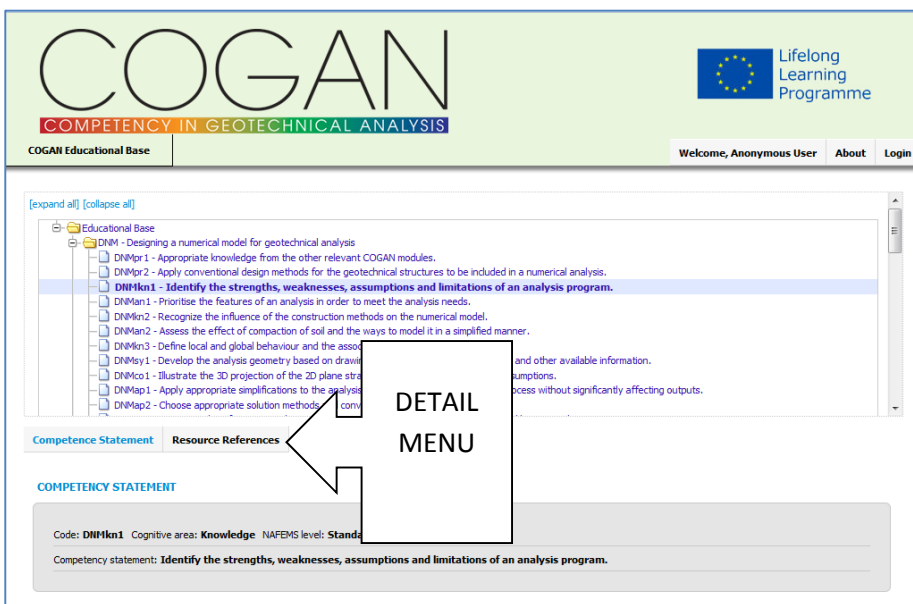 COGAN
Lifelong
Learning
Programme
COMPETENCY IN GEOTECHNICAL ANALYSIS
COGAN Educational Base
Welcome, Anonymous User About Login
[expand all] [collapse all]
Educational Base
DNM - Designing a numerical model for geotechnical analysis
DNMpr1 - Appropriate knowledge from the other relevant COGAN modules.
DNMpr2 - Apply conventional design methods for the geotechnical structures to be included in a numerical analysis.
DNMkn1 - Identify the strengths, weaknesses, assumptions and limitations of an analysis program.
DNMan1 - Prioritise the features of an analysis in order to meet the analysis needs.
DNMkn2 - Recognize the influence of the construction methods on the numerical model.
DNMan2 - Assess the effect of compaction of soil and the ways to model it in a simplified manner.
DNMkn3 - Define local and global behaviour and the
DNMsy1 - Develop the analysis geometry based on and other available information.
DNMco1 - Illustrate the 3D projection of the 2D plane
DNMap1 - Apply appropriate simplifications to the without significantly affecting outputs.
DNMap2 - Choose appropriate solution methods
DETAIL
MENU
Competence Statement Resource References
COMPETENCY STATEMENT
Code: DNMkn1 Cognitive area: Knowledge NAFEMS level:
Competency statement: Identify the strengths, weaknesses, assumptions and limitations of an analysis program.